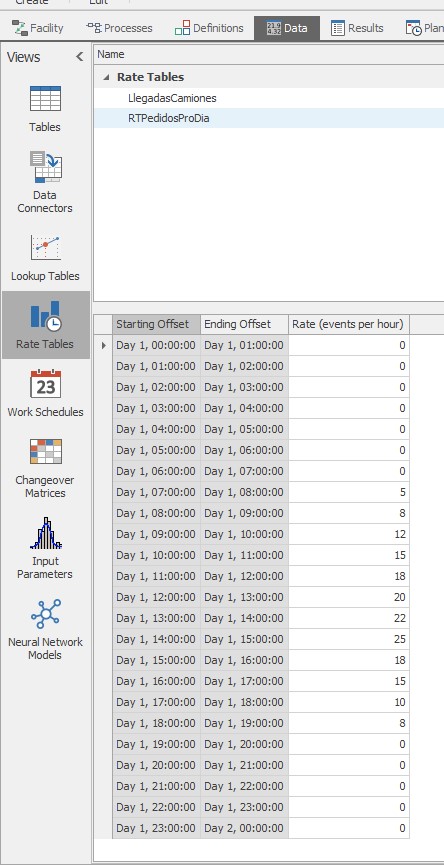 Create Edit
Facility Processes Definitions Data Results
Views <
Tables
Data
Connectors
Lookup Tables
Rate Tables
23
Work Schedules
Changeover
Matrices
Input
Parameters
Neural Network
Models
Name
Rate Tables
LlegadasCamiones
RTPedidosProDia
Starting Offset Ending Offset Rate (events per hour)
Day 1, 00:00:00 Day 1, 01:00:00 0
Day 1, 01:00:00 Day 1, 02:00:00 0
Day 1, 02:00:00 Day 1, 03:00:00 0
Day 1, 03:00:00 Day 1, 04:00:00 0
Day 1, 04:00:00 Day 1, 05:00:00 0
Day 1, 05:00:00 Day 1, 06:00:00 0
Day 1, 06:00:00 Day 1, 07:00:00 0
Day 1, 07:00:00 Day 1, 08:00:00 5
Day 1, 08:00:00 Day 1, 09:00:00 8
Day 1, 09:00:00 Day 1, 10:00:00 12
Day 1, 10:00:00 Day 1, 11:00:00 15
Day 1, 11:00:00 Day 1, 12:00:00 18
Day 1, 12:00:00 Day 1, 13:00:00 20
Day 1, 13:00:00 Day 1, 14:00:00 22
Day 1, 14:00:00 Day 1, 15:00:00 25
Day 1, 15:00:00 Day 1, 16:00:00 18
Day 1, 16:00:00 Day 1, 17:00:00 15
Day 1, 17:00:00 Day 1, 18:00:00 10
Day 1, 18:00:00 Day 1, 19:00:00 8
Day 1, 19:00:00 Day 1, 20:00:00 0
Day 1, 20:00:00 Day 1, 21:00:00 0
Day 1, 21:00:00 Day 1, 22:00:00 0
Day 1, 22:00:00 Day 1, 23:00:00 0
Day 1, 23:00:00 Day 2, 00:00:00 0